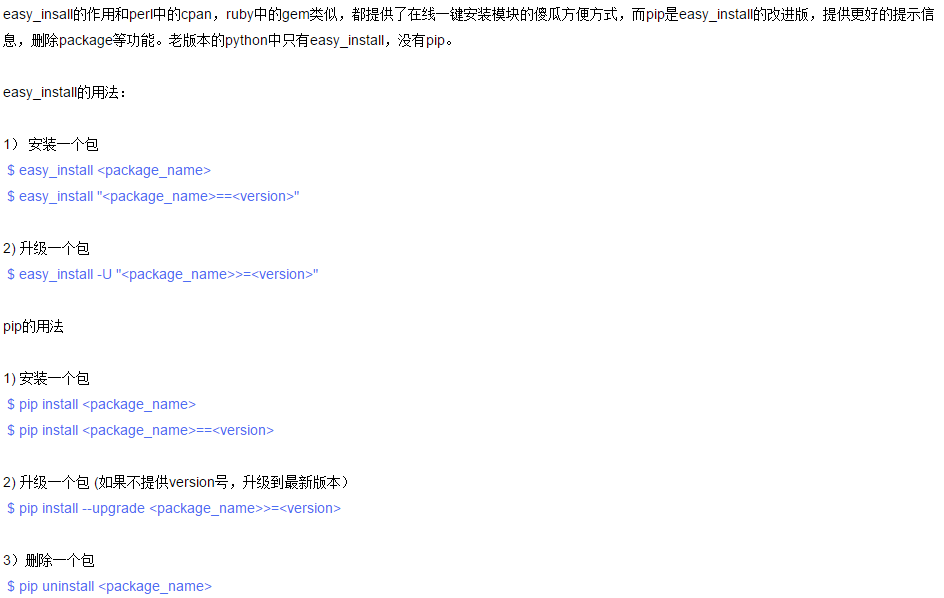 easy_insall的作用和perl中的cpan，ruby中的gem类似，都提供了在线一键安装模块的傻瓜方便方式，而pip是easy_install的改进版，提供更好的提示信
息，删除package等功能。老版本的python中只有easy_install，没有pip。
easy_install的用法：
1） 安装一个包
$ easy_install <package_name>
$ easy_install "<package_name>==<version>"
2) 升级一个包
$ easy_install -U "<package_name>>=<version>"
pip的用法
1) 安装一个包
$ pip install <package_name>
$ pip install <package_name>==<version>
2) 升级一个包 (如果不提供version号，升级到最新版本）
$ pip install --upgrade <package_name>>=<version>
3）删除一个包
$ pip uninstall <package_name>